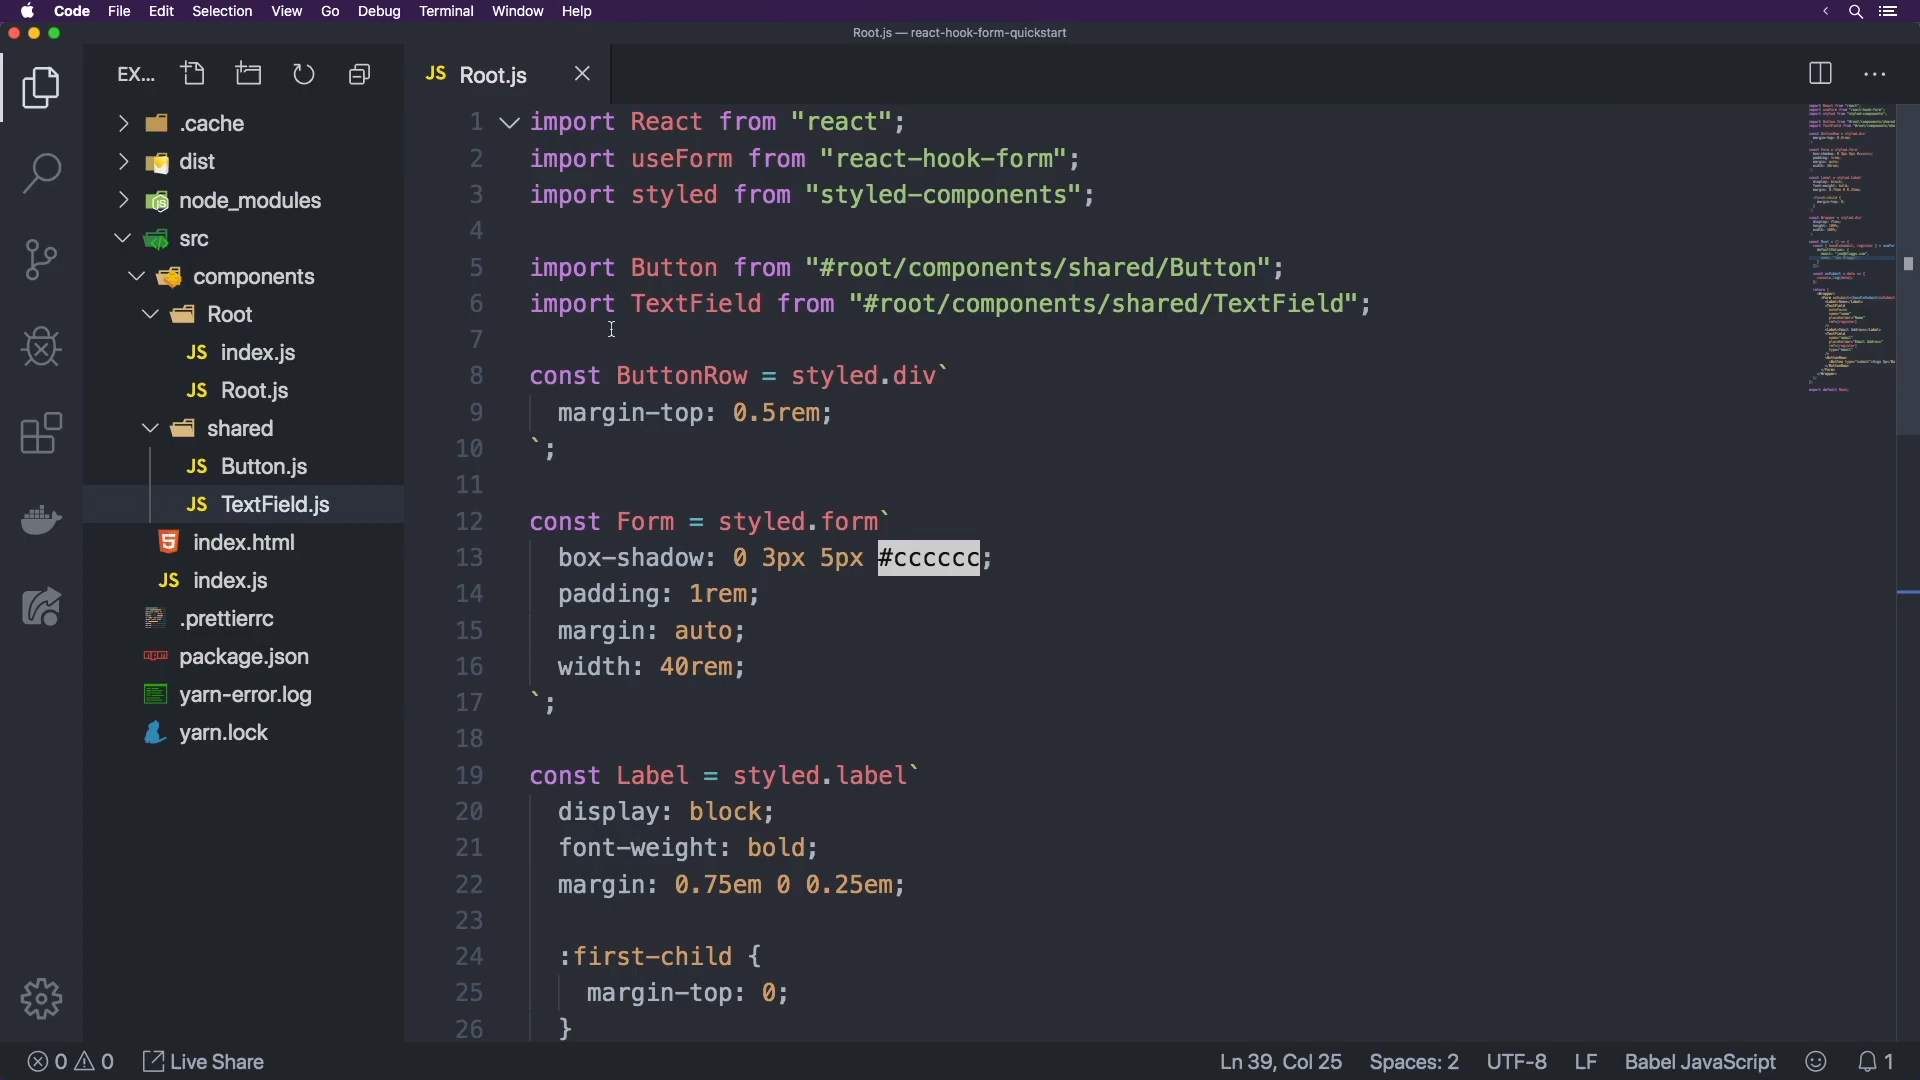 Code File Edit Selection View Go Debug Terminal Window Help
Root.js — react-hook-form-quickstart
EX...
JS Root.js
.cache
dist
node_modules
src
components
Root
JS index.js
JS Root.js
shared
JS Button.js
JS TextField.js
index.html
JS index.js
.prettierrc
package.json
yarn-error.log
yarn.lock
1 import React from "react";
2 import useForm from "react-hook-form";
3 import styled from "styled-components";
4
5 import Button from "#root/components/shared/Button";
6 import TextField from "#root/components/shared/TextField";
7
8 const ButtonRow = styled.div`
9 margin-top: 0.5rem;
10 `;
11
12 const Form = styled.form`
13 box-shadow: 0 3px 5px #cccccc;
14 padding: 1rem;
15 margin: auto;
16 width: 40rem;
17 `;
18
19 const Label = styled.label`
20 display: block;
21 font-weight: bold;
22 margin: 0.75em 0 0.25em;
23
24 :first-child {
25 margin-top: 0;
26 }
0 0 Live Share Ln 39, Col 25 Spaces: 2 UTF-8 LF Babel JavaScript 1